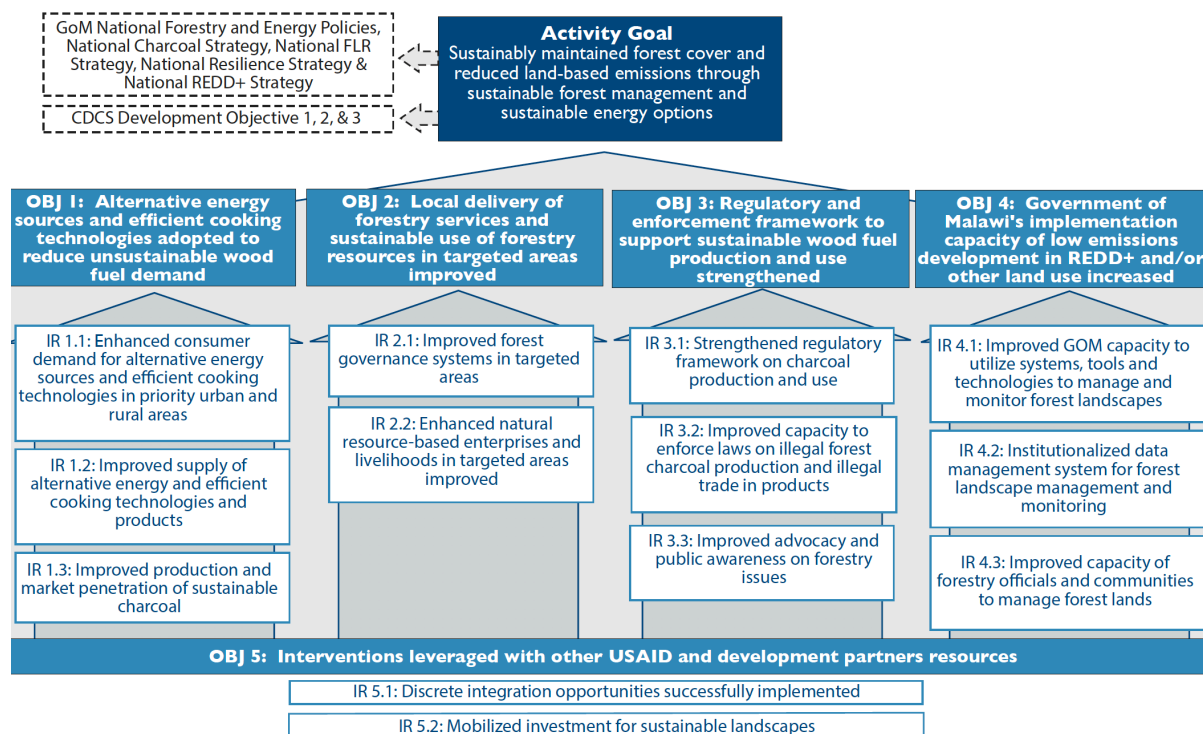 GoM National Forestry and Energy Policies,
National Charcoal Strategy, National FLR
Strategy, National Resilience Strategy &
National REDD+ Strategy
CDCS Development Objective 1, 2, & 3
Activity Goal
Sustainably maintained forest cover and
reduced land-based emissions through
sustainable forest management and
sustainable energy options
OBJ 1: Alternative energy
sources and efficient cooking
technologies adopted to
reduce unsustainable wood
fuel demand
IR 1.1: Enhanced consumer
demand for alternative energy
sources and efficient cooking
technologies in priority urban and
rural areas
IR 1.2: Improved supply of
alternative energy and efficient
cooking technologies and
products
IR 1.3: Improved production and
market penetration of sustainable
charcoal
OBJ 2: Local delivery of
forestry services and
sustainable use of forestry
resources in targeted areas
improved
IR 2.1: Improved forest
governance systems in targeted
areas
IR 2.2: Enhanced natural
resource-based enterprises and
livelihoods in targeted areas
improved
OBJ 3: Regulatory and
enforcement framework to
support sustainable wood fuel
production and use
strengthened
IR 3.1: Strengthened regulatory
framework on charcoal
production and use
IR 3.2: Improved capacity to
enforce laws on illegal forest
charcoal production and illegal
trade in products
IR 3.3: Improved advocacy and
public awareness on forestry
issues
OBJ 4: Government of
Malawi's implementation
capacity of low emissions
development in REDD+ and/or
other land use increased
IR 4.1: Improved GOM capacity to
utilize systems, tools and
technologies to manage and
monitor forest landscapes
IR 4.2: Institutionalized data
management system for forest
landscape management and
monitoring
IR 4.3: Improved capacity of
forestry officials and communities
to manage forest lands
OBJ 5: Interventions leveraged with other USAID and development partners resources
IR 5.1: Discrete integration opportunities successfully implemented
IR 5.2: Mobilized investment for sustainable landscapes